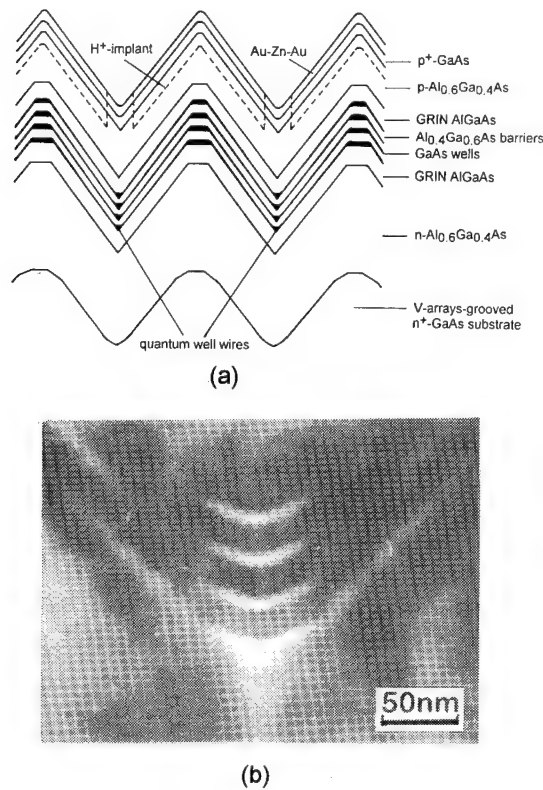 H⁺-implant
Au-Zn-Au
p⁺-GaAs
p-Al₀.₆Ga₀.₄As
GRIN AlGaAs
Al₀.₄Ga₀.₆As barriers
GaAs wells
GRIN AlGaAs
n-Al₀.₆Ga₀.₄As
V-arrays-grooved
n⁺-GaAs substrate
quantum well wires
(a)
50nm
(b)